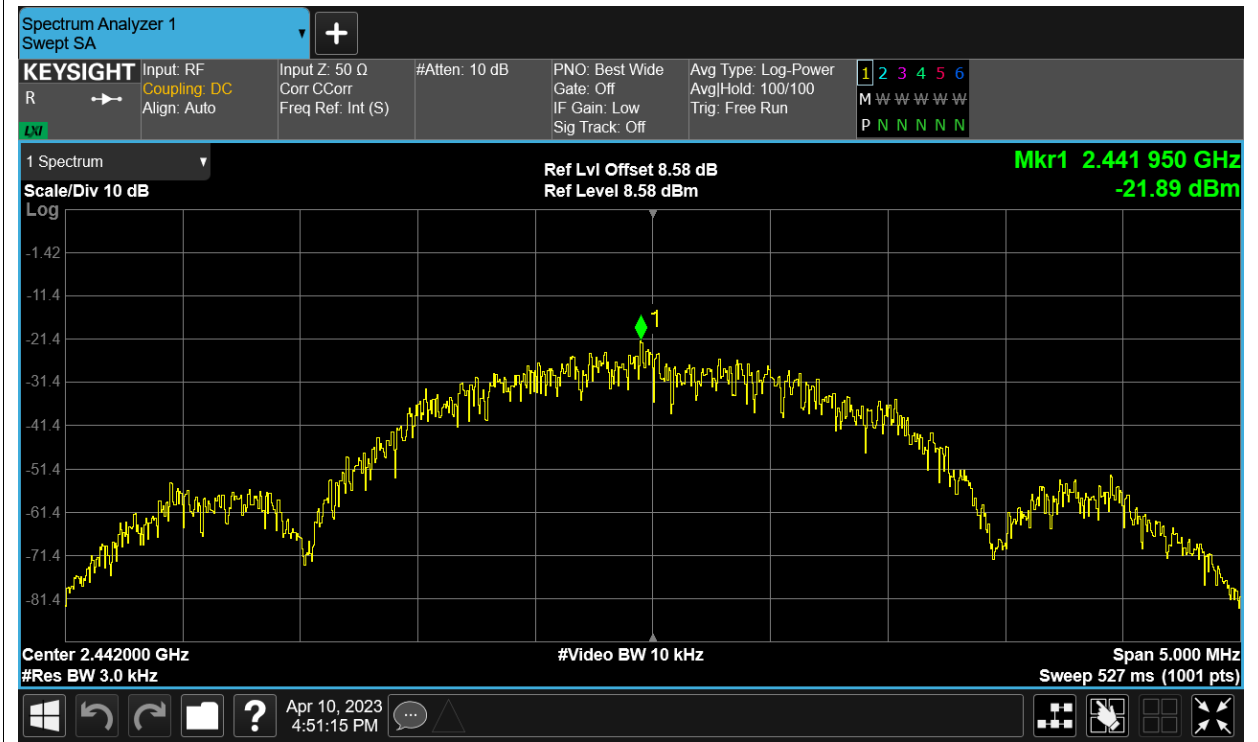 Spectrum Analyzer 1
Swept SA
KEYSIGHT
R
LXI
Input: RF
Coupling: DC
Align: Auto
Input Z: 50 Ω
Corr CCorr
Freq Ref: Int (S)
#Atten: 10 dB
PNO: Best Wide
Gate: Off
IF Gain: Low
Sig Track: Off
Avg Type: Log-Power
Avg|Hold: 100/100
Trig: Free Run
1 2 3 4 5 6
M W W W W W
P N N N N N
1 Spectrum
Scale/Div 10 dB
Log
Ref Lvl Offset 8.58 dB
Ref Level 8.58 dBm
Mkr1 2.441 950 GHz
-21.89 dBm
-1.42
-11.4
1
-21.4
-31.4
-41.4
-51.4
-61.4
-71.4
-81.4
Center 2.442000 GHz
#Video BW 10 kHz
Span 5.000 MHz
#Res BW 3.0 kHz
Sweep 527 ms (1001 pts)
?
Apr 10, 2023
4:51:15 PM